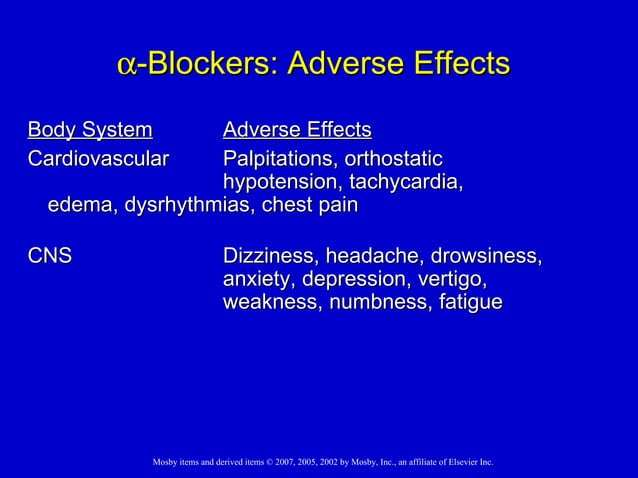 α-Blockers: Adverse Effects
Body System Adverse Effects
Cardiovascular Palpitations, orthostatic
hypotension, tachycardia,
edema, dysrhythmias, chest pain
CNS Dizziness, headache, drowsiness,
anxiety, depression, vertigo,
weakness, numbness, fatigue
Mosby items and derived items © 2007, 2005, 2002 by Mosby, Inc., an affiliate of Elsevier Inc.